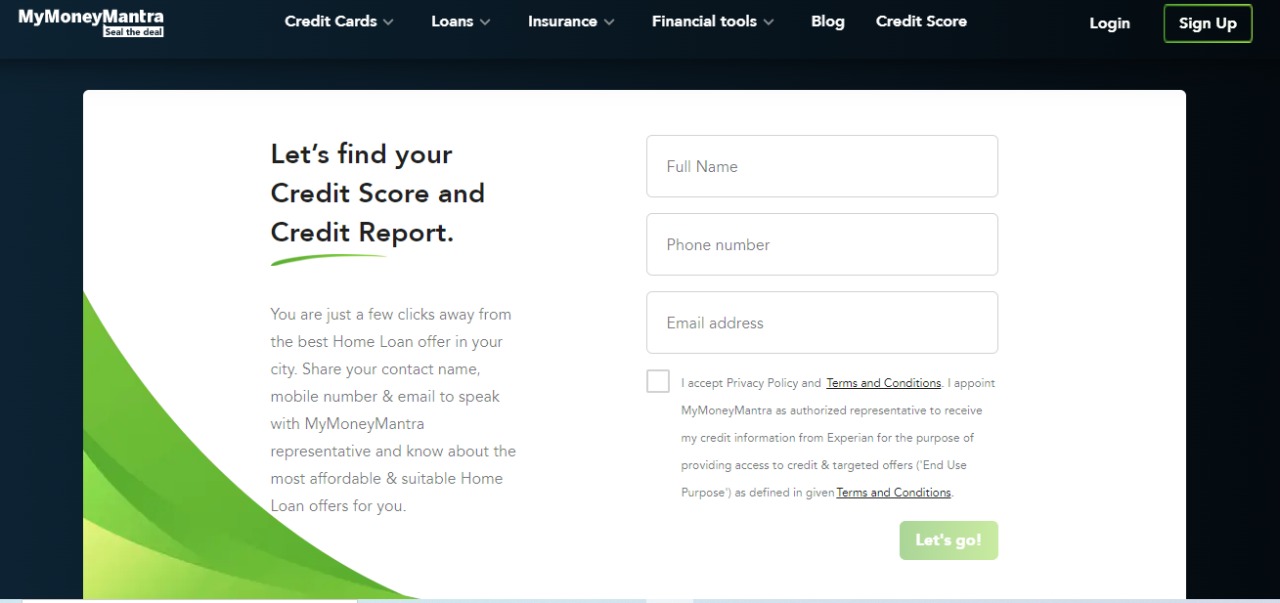 MyMoneyMantra
Seal the deal
Credit Cards
Loans
Insurance
Financial tools
Blog
Credit Score
Login
Sign Up
Let’s find your
Credit Score and
Credit Report.
You are just a few clicks away from
the best Home Loan offer in your
city. Share your contact name,
mobile number & email to speak
with MyMoneyMantra
representative and know about the
most affordable & suitable Home
Loan offers for you.
Full Name
Phone number
Email address
I accept Privacy Policy and Terms and Conditions. I appoint
MyMoneyMantra as authorized representative to receive
my credit information from Experian for the purpose of
providing access to credit & targeted offers ('End Use
Purpose') as defined in given Terms and Conditions.
Let's go!